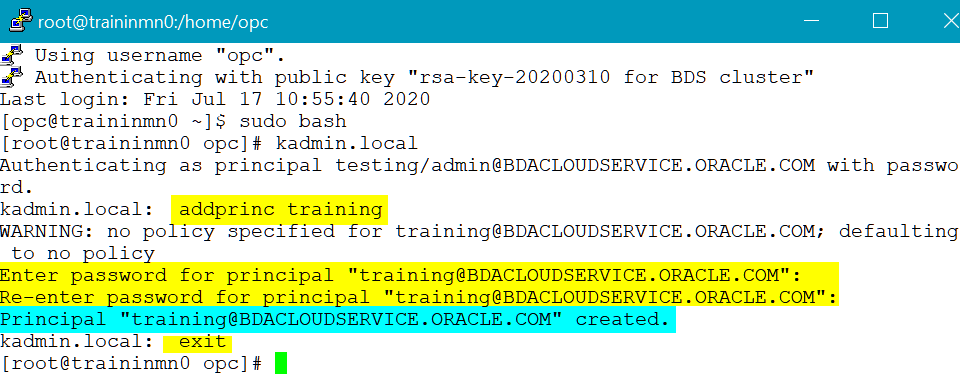 root@traininmn0:/home/opc
Using username "opc".
Authenticating with public key "rsa-key-20200310 for BDS cluster"
Last login: Fri Jul 17 10:55:40 2020
[opc@traininmn0 ~]$ sudo bash
[root@traininmn0 opc]# kadmin.local
Authenticating as principal testing/admin@BDACLOUDSERVICE.ORACLE.COM with passwo
rd.
kadmin.local:  addprinc training
WARNING: no policy specified for training@BDACLOUDSERVICE.ORACLE.COM; defaulting
 to no policy
Enter password for principal "training@BDACLOUDSERVICE.ORACLE.COM":
Re-enter password for principal "training@BDACLOUDSERVICE.ORACLE.COM":
Principal "training@BDACLOUDSERVICE.ORACLE.COM" created.
kadmin.local:  exit
[root@traininmn0 opc]#